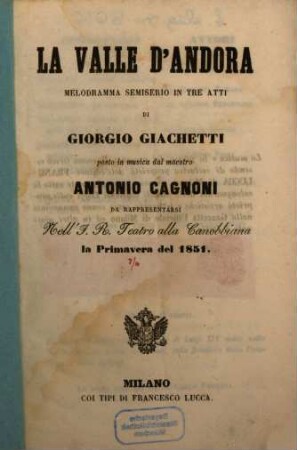 LA VALLE D'ANDORA
MELODRAMMA SEMISERIO IN TRE ATTI
DI
GIORGIO GIACHETTI
posto in musica dal maestro
ANTONIO CAGNONI
DA RAPPRESENTARSI
Nell'I. R. Teatro alla Canobbiana
la Primavera del 1851.
MILANO
COI TIPI DI FRANCESCO LUCCA.